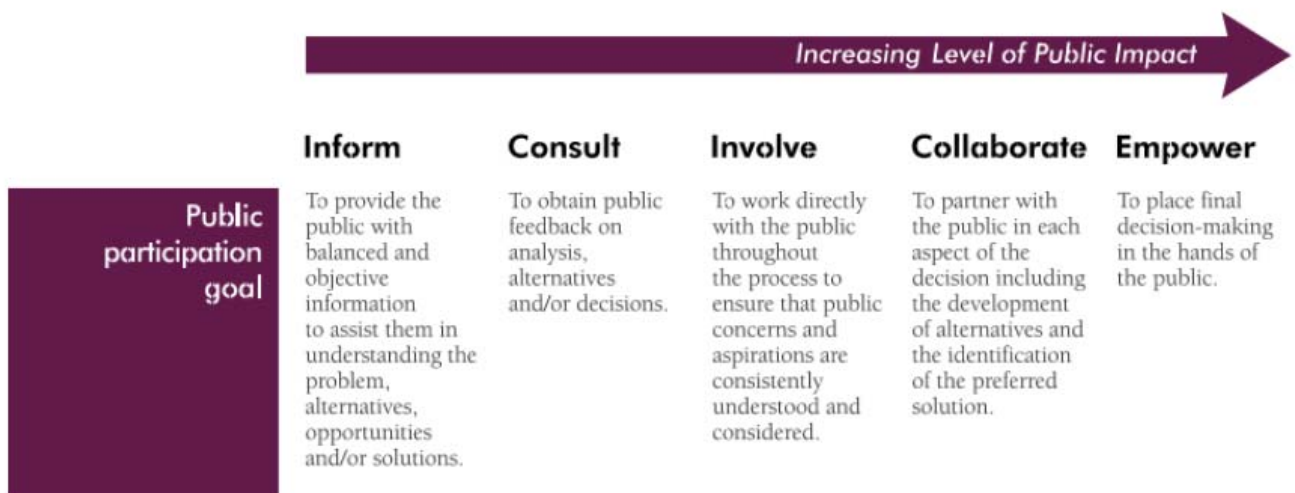 Increasing Level of Public Impact
Inform
Consult
Involve
Collaborate
Empower
Public
participation
goal
To provide the
public with
balanced and
objective
information
to assist them in
understanding the
problem,
alternatives,
opportunities
and/or solutions.
To obtain public
feedback on
analysis,
alternatives
and/or decisions.
To work directly
with the public
throughout
the process to
ensure that public
concerns and
aspirations are
consistently
understood and
considered.
To partner with
the public in each
aspect of the
decision including
the development
of alternatives and
the identification
of the preferred
solution.
To place final
decision-making
in the hands of
the public.